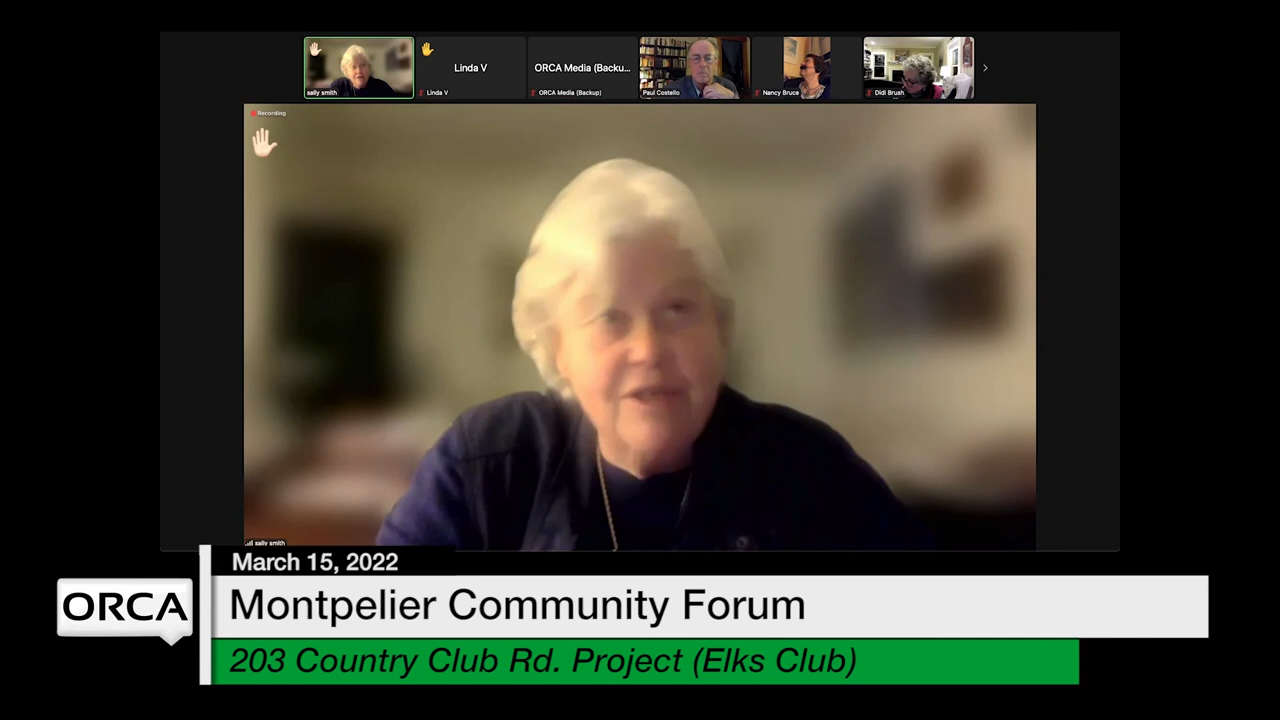 Linda V
ORCA Media (Backu...
sally smith
Linda V
ORCA Media (Backup)
Paul Costello
Nancy Bruce
Didi Brush
Recording
sally smith
March 15, 2022
ORCA
Montpelier Community Forum
203 Country Club Rd. Project (Elks Club)